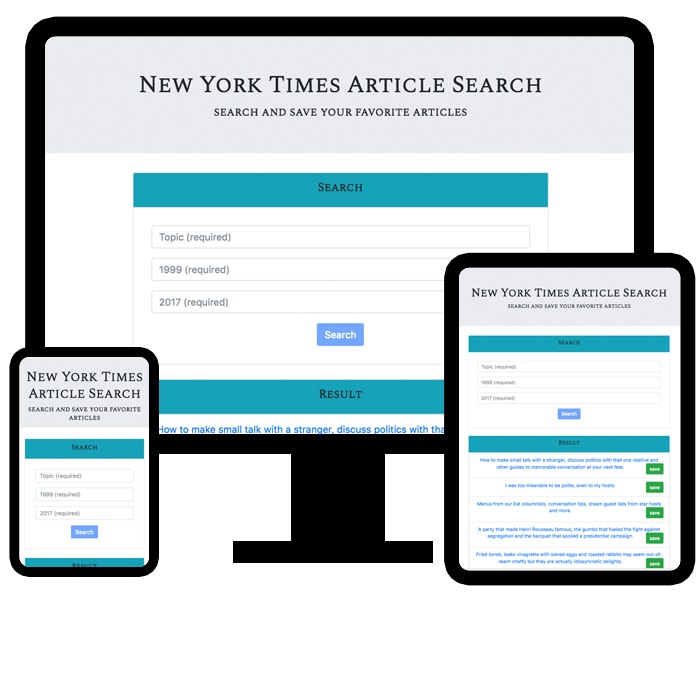 New York Times Article Search
search and save your favorite articles
Search
Topic (required)
1999 (required)
2017 (required)
Search
Result
How to make small talk with a stranger, discuss politics with tha
New York Times
Article Search
search and save your favorite
articles
Search
Topic (required)
1999 (required)
2017 (required)
Search
Result
New York Times Article Search
search and save your favorite articles
Search
Topic (required)
1999 (required)
2017 (required)
Search
Result
How to make small talk with a stranger, discuss politics with that one relative and
other guides to memorable conversation at your next fete.
save
I was too miserable to be polite, even to my hosts.
save
Menus from our Eat columnists, conversation tips, dream guest lists from star hosts
and more.
save
A party that made Henri Rousseau famous, the gumbo that fueled the fight against
segregation and the banquet that spoiled a presidential campaign.
save
Fried borek, leeks vinaigrette with sieved eggs and roasted rabbits may seem out-of-
reach cheffy but they are actually idiosyncratic delights.
save